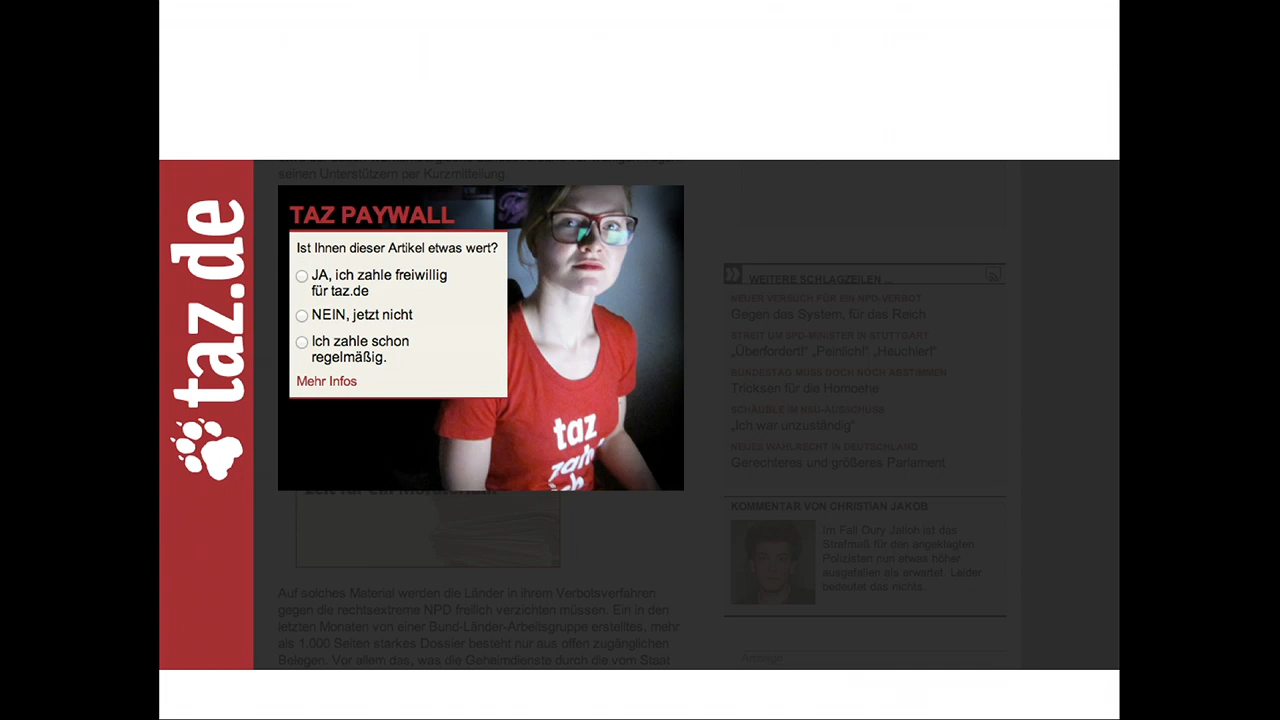 taz.de
seinen Unterstützern per Kurzmitteilung.
TAZ PAYWALL
Ist Ihnen dieser Artikel etwas wert?
JA, ich zahle freiwillig
für taz.de
NEIN, jetzt nicht
Ich zahle schon
regelmäßig.
Mehr Infos
taz
zahl
ich
Auf solches Material werden die Länder in ihrem Verbotsverfahren
gegen die rechtsextreme NPD freilich verzichten müssen. Ein in den
letzten Monaten von einer Bund-Länder-Arbeitsgruppe erstelltes, mehr
als 1.000 Seiten starkes Dossier besteht nur aus offen zugänglichen
Belegen. Vor allem das, was die Geheimdienste durch die vom Staat
WEITERE SCHLAGZEILEN ...
NEUER VERSUCH FÜR EIN NPD-VERBOT
Gegen das System, für das Reich
STREIT UM SPD-MINISTER IN STUTTGART
„Überfordert!“ „Peinlich!“ „Heuchler!“
BUNDESTAG MUSS DOCH NOCH ABSTIMMEN
Tricksen für die Homoehe
SCHÄUBLE IM NSU-AUSSCHUSS
„Ich war unzuständig“
NEUES WAHLRECHT IN DEUTSCHLAND
Gerechteres und größeres Parlament
KOMMENTAR VON CHRISTIAN JAKOB
Im Fall Oury Jalloh ist das
Strafmaß für den angeklagten
Polizisten nun etwas höher
ausgefallen als erwartet. Leider
bedeutet das nichts.
Anzeige